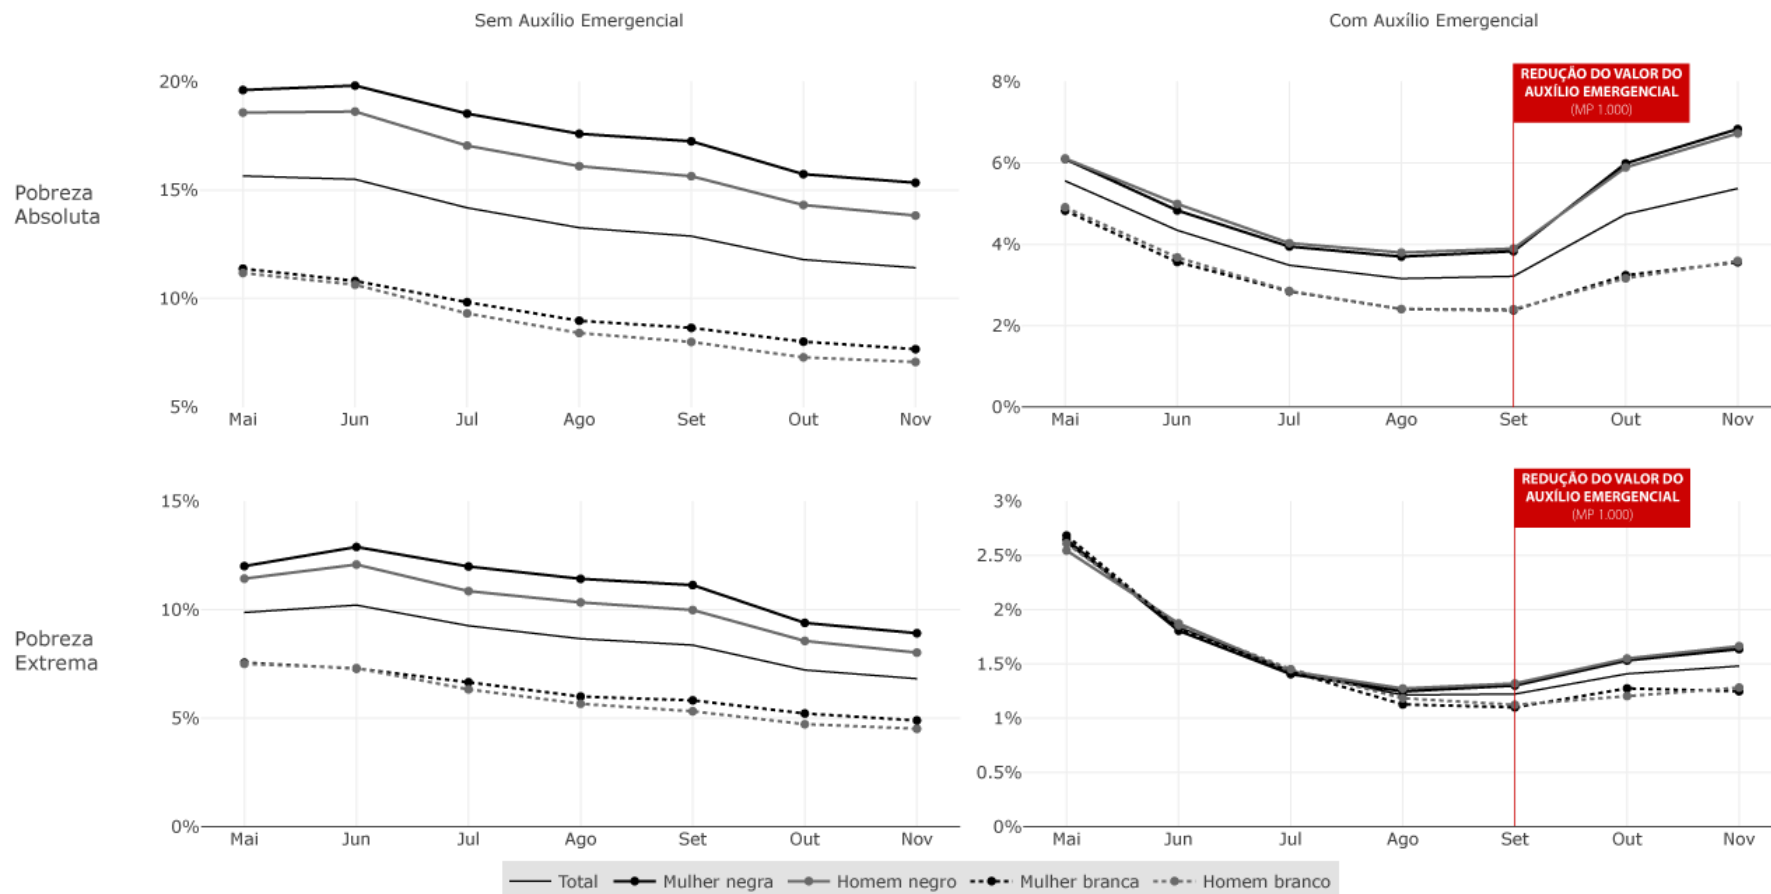 Sem Auxílio Emergencial
Com Auxílio Emergencial
Pobreza
Absoluta
20%
15%
10%
5%
Mai Jun Jul Ago Set Out Nov
8%
6%
4%
2%
0%
REDUÇÃO DO VALOR DO
AUXÍLIO EMERGENCIAL
(MP 1.000)
Mai Jun Jul Ago Set Out Nov
Pobreza
Extrema
15%
10%
5%
0%
Mai Jun Jul Ago Set Out Nov
3%
2.5%
2%
1.5%
1%
0.5%
0%
REDUÇÃO DO VALOR DO
AUXÍLIO EMERGENCIAL
(MP 1.000)
Mai Jun Jul Ago Set Out Nov
Total Mulher negra Homem negro Mulher branca Homem branco